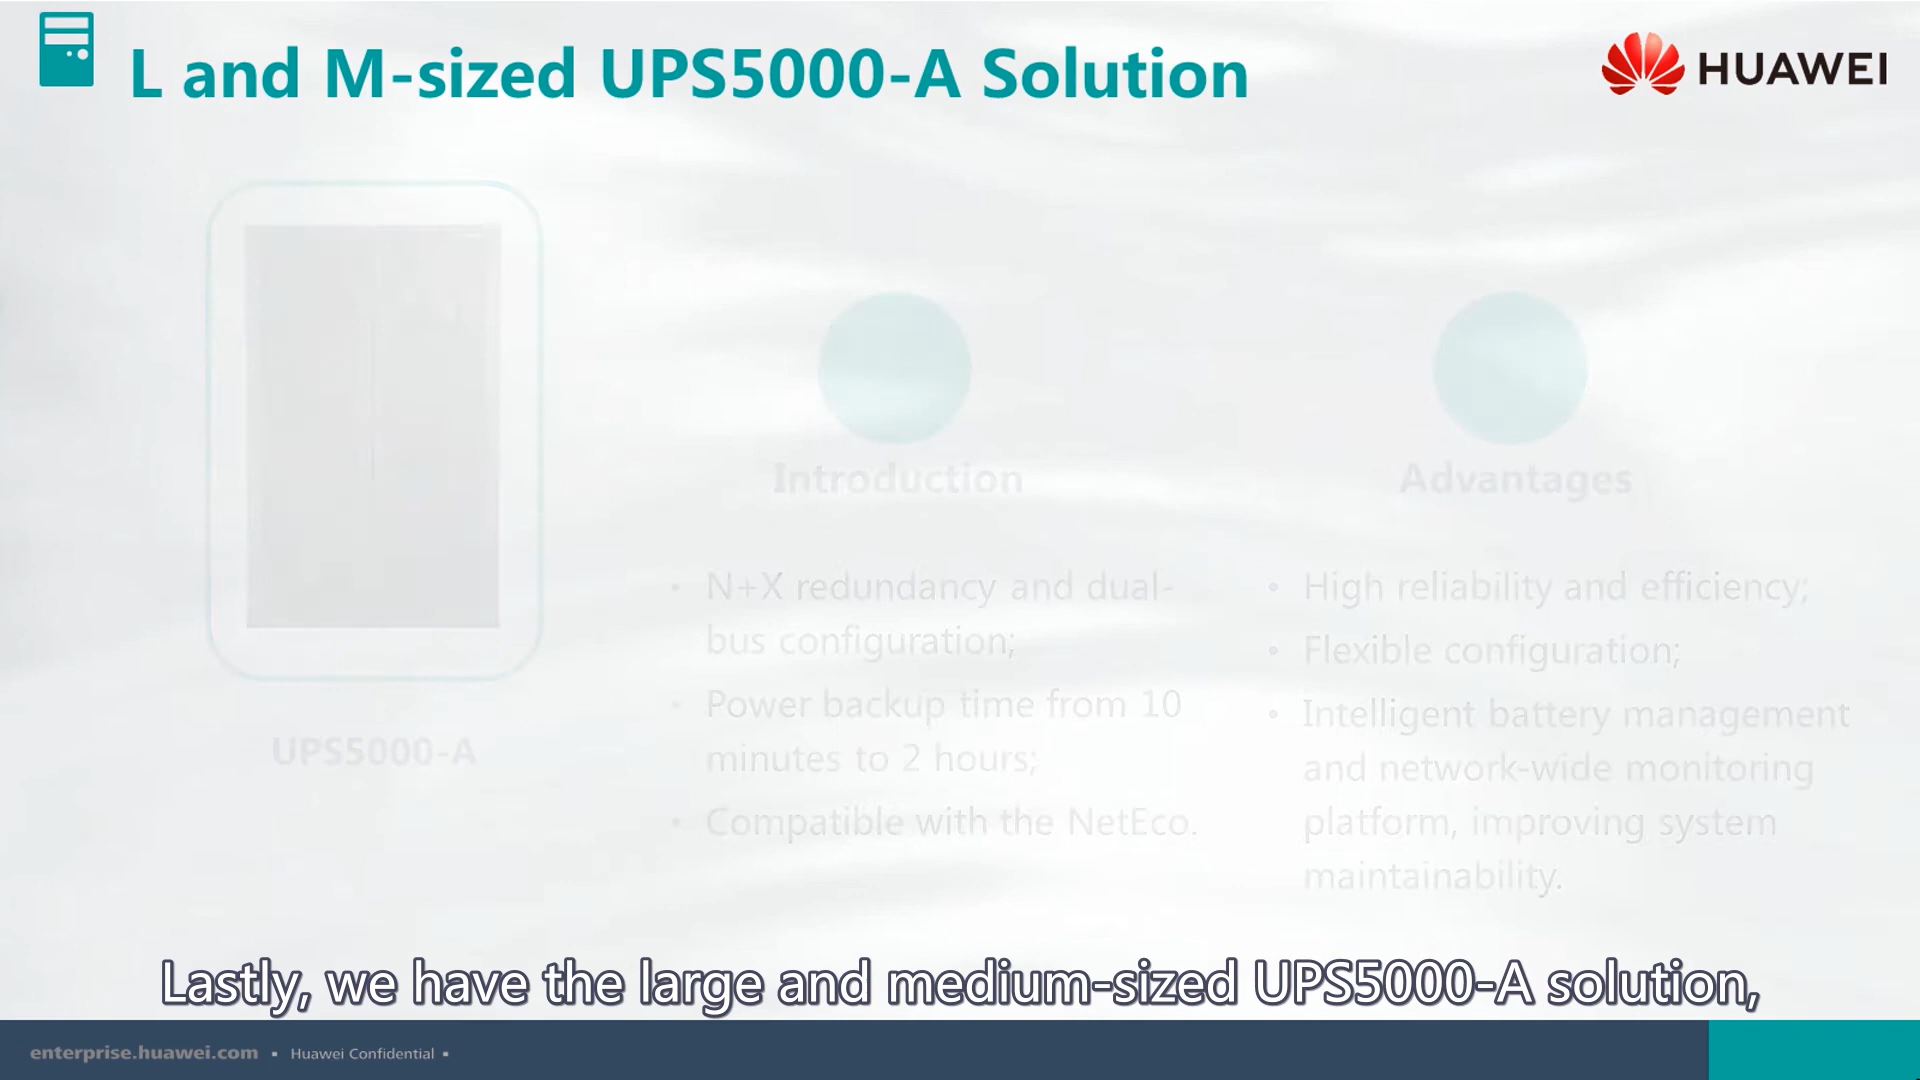 L and M-sized UPS5000-A Solution
HUAWEI
UPS5000-A
Introduction
• N+X redundancy and dual-
bus configuration;
• Power backup time from 10
minutes to 2 hours;
• Compatible with the NetEco.
Advantages
• High reliability and efficiency;
• Flexible configuration;
• Intelligent battery management
and network-wide monitoring
platform, improving system
maintainability.
Lastly, we have the large and medium-sized UPS5000-A solution,
enterprise.huawei.com ▪ Huawei Confidential ▪